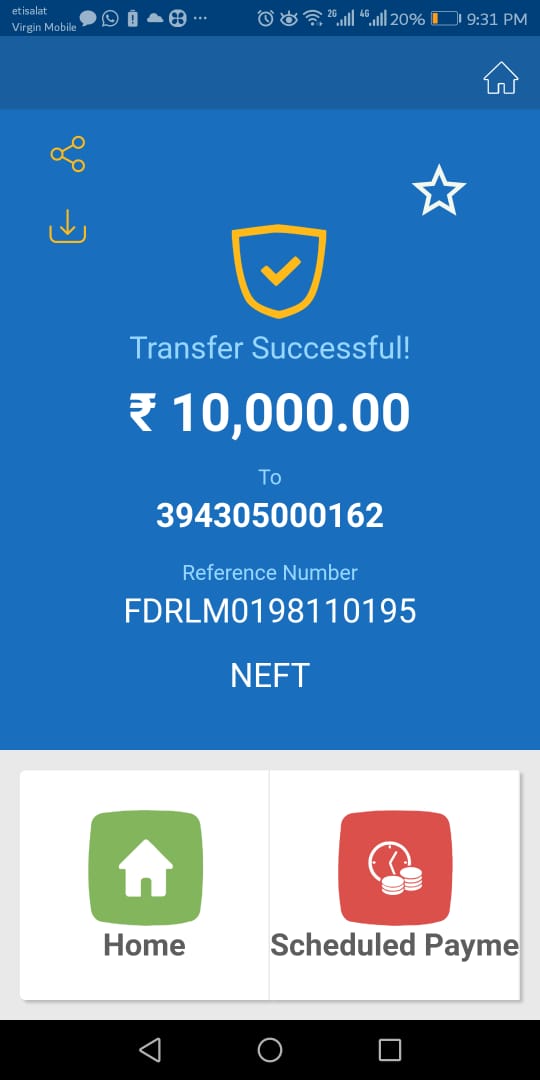 etisalat
Virgin Mobile ... 2G 4G 20% 9:31 PM
Transfer Successful!
₹ 10,000.00
To
394305000162
Reference Number
FDRLM0198110195
NEFT
Home
Scheduled Payme